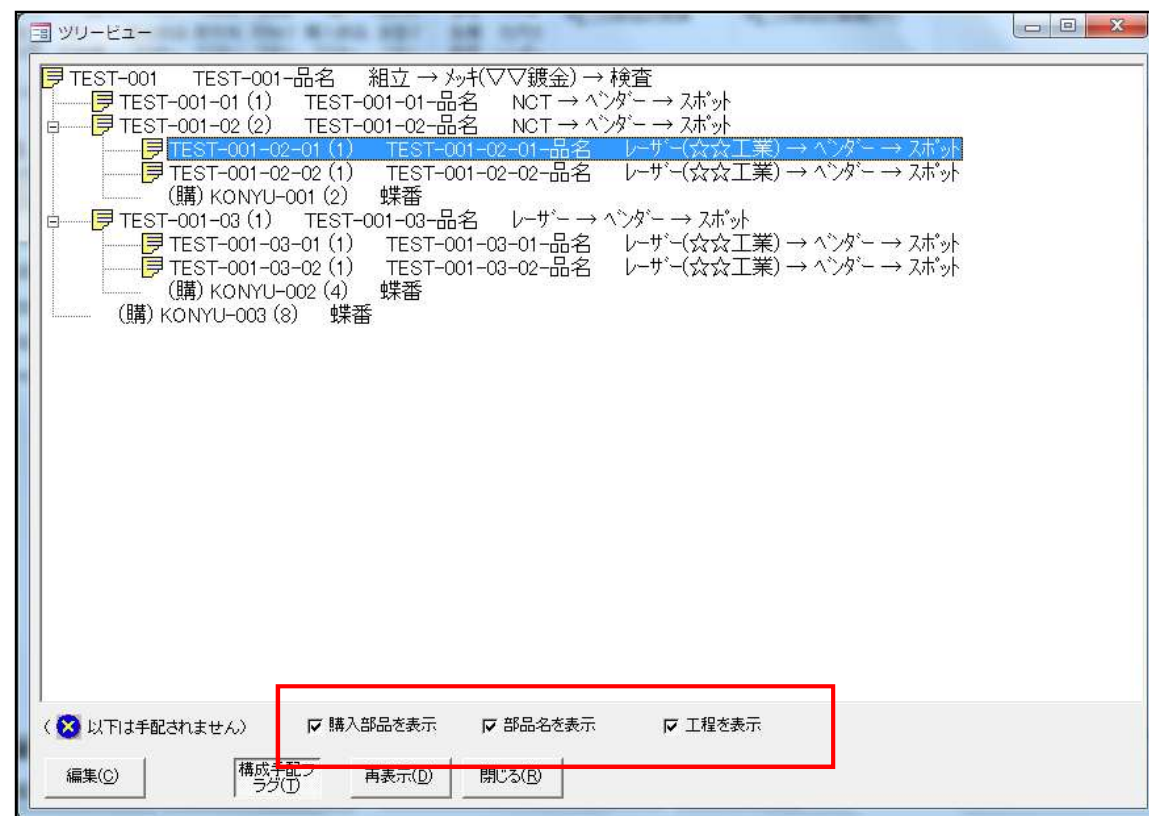 ツリービュー
TEST-001 TEST-001-品名 組立 → ﾒｯｷ(▽▽鍍金) → 検査
TEST-001-01 (1) TEST-001-01-品名 NCT → ﾍﾞﾝﾀﾞｰ → ｽﾎﾟｯﾄ
TEST-001-02 (2) TEST-001-02-品名 NCT → ﾍﾞﾝﾀﾞｰ → ｽﾎﾟｯﾄ
TEST-001-02-01 (1) TEST-001-02-01-品名 ﾚｰｻﾞｰ(☆☆工業) → ﾍﾞﾝﾀﾞｰ → ｽﾎﾟｯﾄ
TEST-001-02-02 (1) TEST-001-02-02-品名 ﾚｰｻﾞｰ(☆☆工業) → ﾍﾞﾝﾀﾞｰ → ｽﾎﾟｯﾄ
(購) KONYU-001 (2) 蝶番
TEST-001-03 (1) TEST-001-03-品名 ﾚｰｻﾞｰ → ﾍﾞﾝﾀﾞｰ → ｽﾎﾟｯﾄ
TEST-001-03-01 (1) TEST-001-03-01-品名 ﾚｰｻﾞｰ(☆☆工業) → ﾍﾞﾝﾀﾞｰ → ｽﾎﾟｯﾄ
TEST-001-03-02 (1) TEST-001-03-02-品名 ﾚｰｻﾞｰ(☆☆工業) → ﾍﾞﾝﾀﾞｰ → ｽﾎﾟｯﾄ
(購) KONYU-002 (4) 蝶番
(購) KONYU-003 (8) 蝶番
( 以下は手配されません) 購入部品を表示 部品名を表示 工程を表示
編集(C) 構成手配フラグ(T) 再表示(D) 閉じる(R)